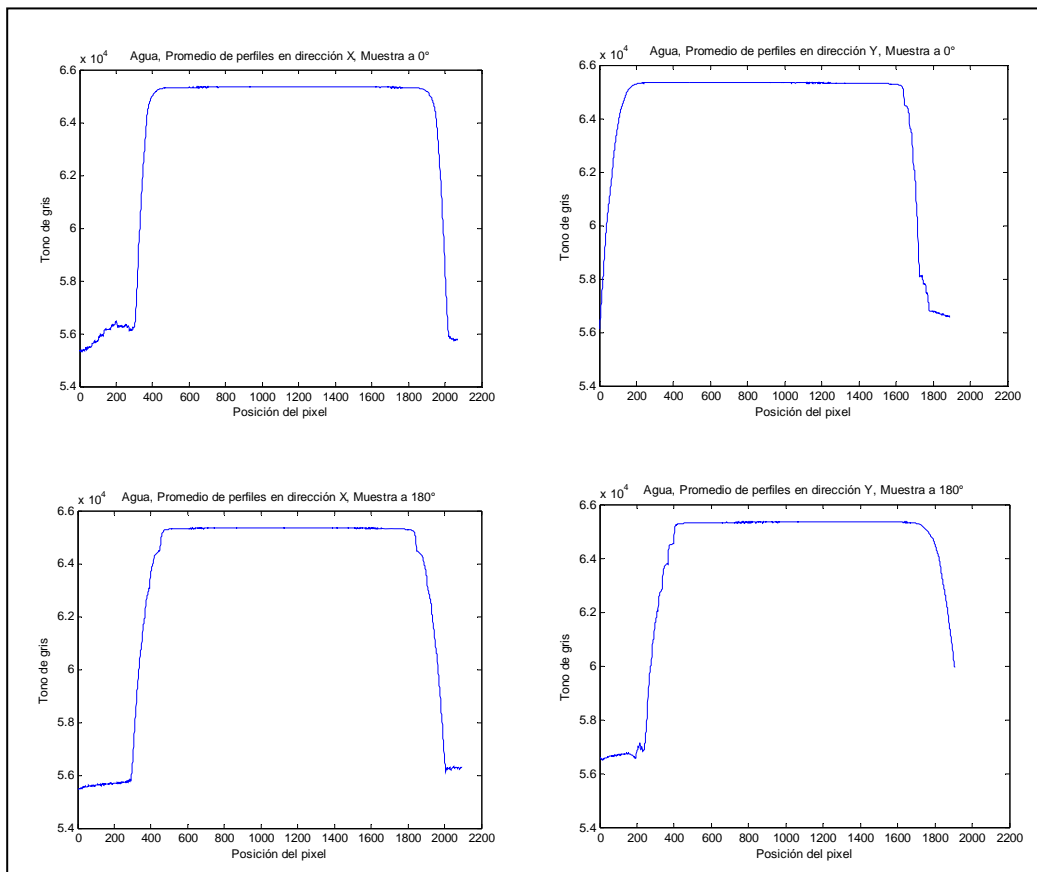 Agua, Promedio de perfiles en dirección X, Muestra a 0°
x 10⁴
6.6
6.4
6.2
6
5.8
5.6
5.4
Tono de gris
0 200 400 600 800 1000 1200 1400 1600 1800 2000 2200
Posición del pixel
Agua, Promedio de perfiles en dirección Y, Muestra a 0°
x 10⁴
6.6
6.4
6.2
6
5.8
5.6
5.4
Tono de gris
0 200 400 600 800 1000 1200 1400 1600 1800 2000 2200
Posición del pixel
Agua, Promedio de perfiles en dirección X, Muestra a 180°
x 10⁴
6.6
6.4
6.2
6
5.8
5.6
5.4
Tono de gris
0 200 400 600 800 1000 1200 1400 1600 1800 2000 2200
Posición del pixel
Agua, Promedio de perfiles en dirección Y, Muestra a 180°
x 10⁴
6.6
6.4
6.2
6
5.8
5.6
5.4
Tono de gris
0 200 400 600 800 1000 1200 1400 1600 1800 2000 2200
Posición del pixel